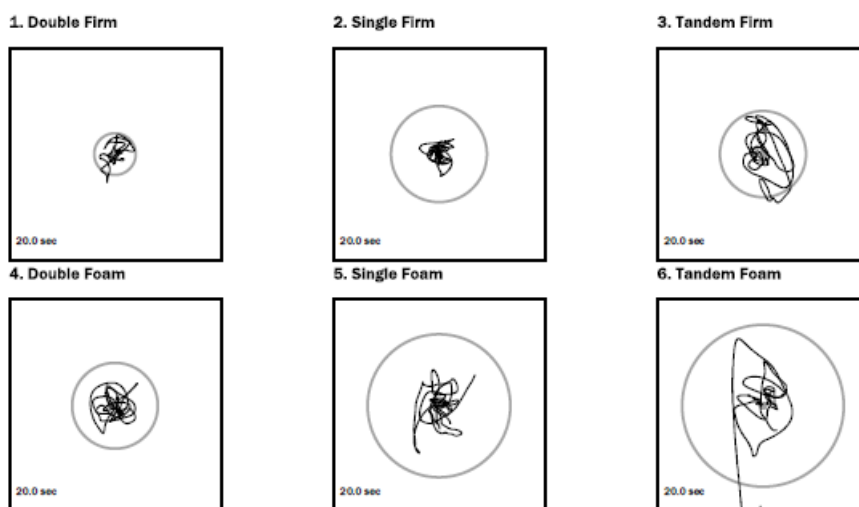 1. Double Firm
2. Single Firm
3. Tandem Firm
20.0 sec
20.0 sec
20.0 sec
4. Double Foam
5. Single Foam
6. Tandem Foam
20.0 sec
20.0 sec
20.0 sec